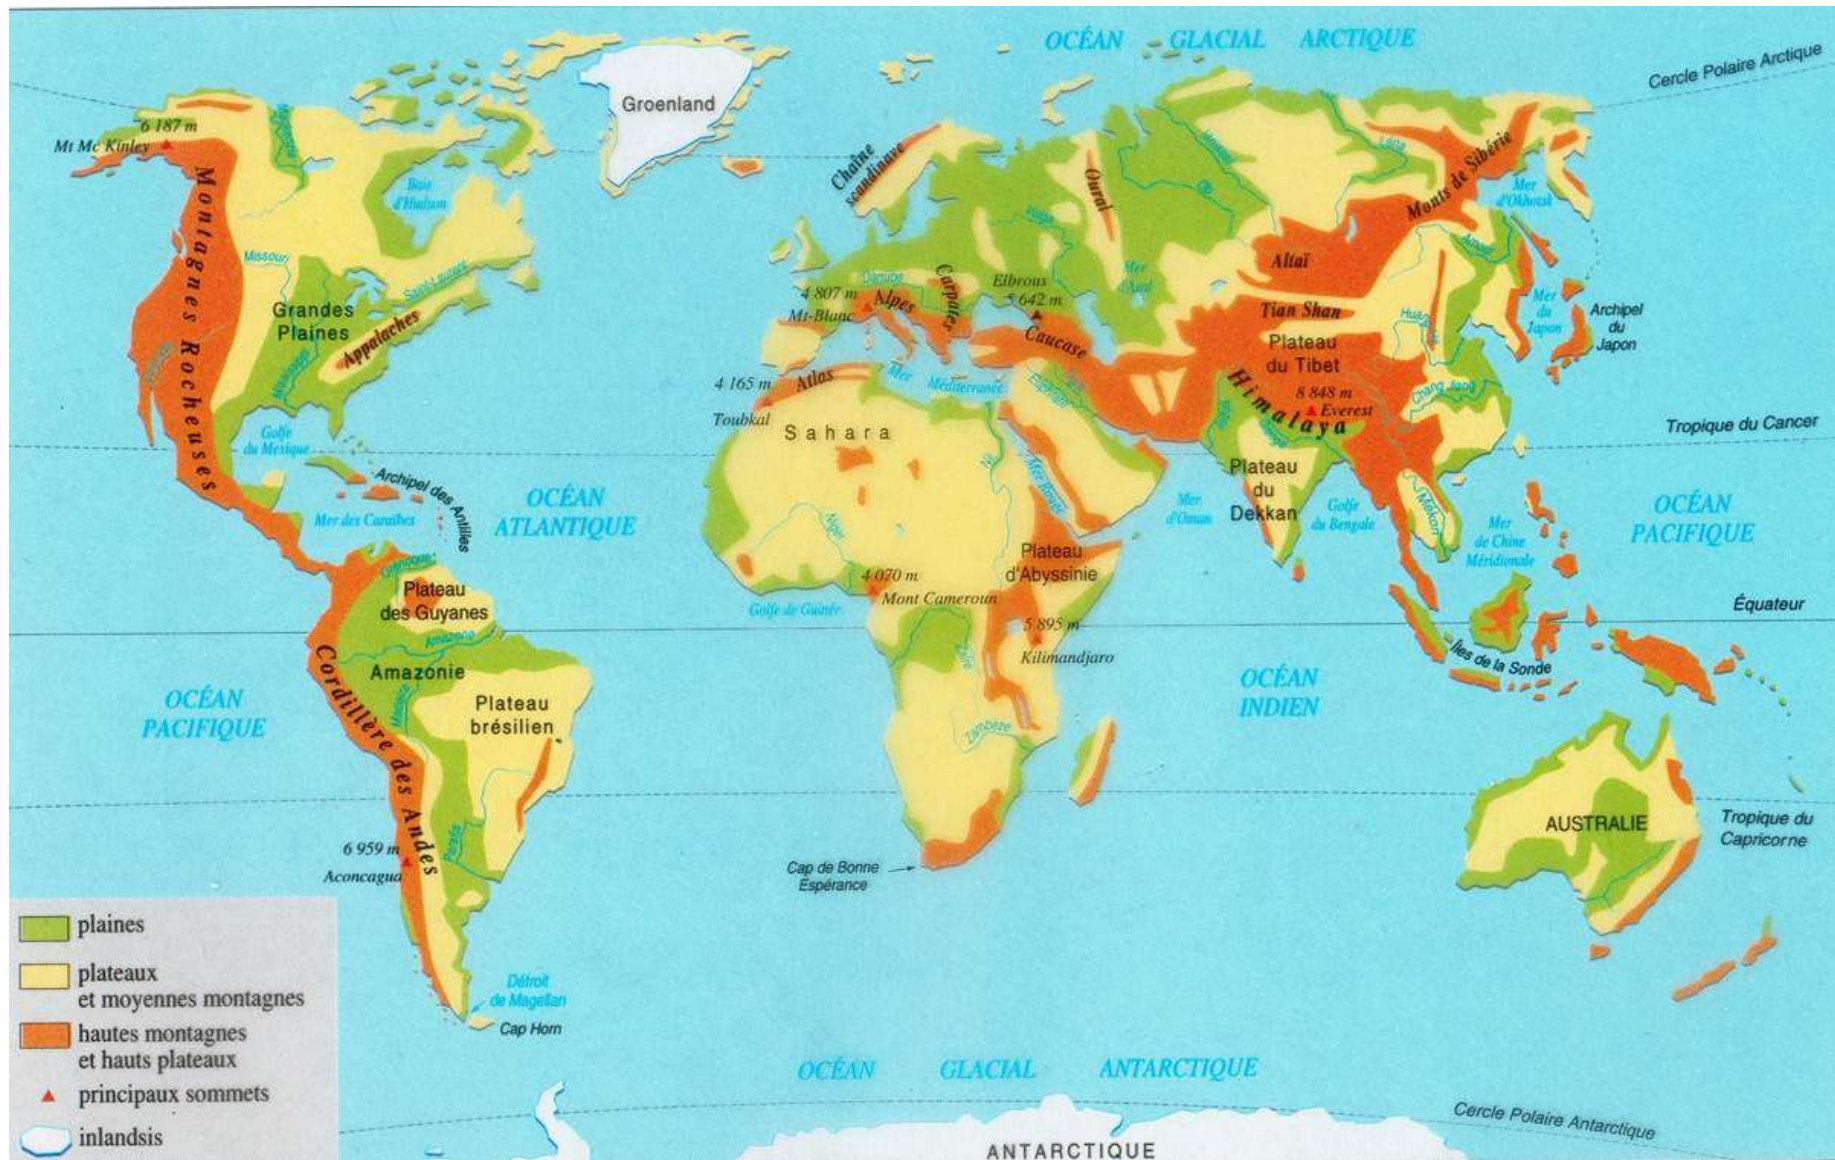 OCÉAN GLACIAL ARCTIQUE
Cercle Polaire Arctique
Groenland
6 187 m
Mt Mc Kinley
Montagnes Rocheuses
Baie
d'Hudson
Missouri
Saint-Laurent
Grandes
Plaines
Appalaches
Mississippi
Golfe
du Mexique
Archipel des Antilles
Mer des Caraïbes
OCÉAN
ATLANTIQUE
Chaîne
scandinave
Oural
Iénisséï
Ob
Léna
Monts de Sibérie
Mer
d'Okhotsk
Volga
Mer
d'Aral
Altaï
Amour
Danube
Carpates
Elbrous
5 642 m
4 807 m
Alpes
Mt-Blanc
Caucase
Tian Shan
Huang
Mer
du
Japon
Archipel
du
Japon
Plateau
du Tibet
Himalaya
8 848 m
Everest
Chang Jiang
4 165 m
Atlas
Toubkal
Mer Méditerranée
Euphrate
Sahara
Nil
Mer Rouge
Indus
Gange
Tropique du Cancer
Plateau
du
Dekkan
Mer
d'Oman
Golfe
du Bengale
Mékong
Mer
de Chine
Méridionale
OCÉAN
PACIFIQUE
Niger
Plateau
d'Abyssinie
4 070 m
Mont Cameroun
Golfe de Guinée
5 895 m
Kilimandjaro
Zaïre
Zambèze
Équateur
Îles de la Sonde
Orénoque
Plateau
des Guyanes
Amazone
Amazonie
Madeira
Plateau
brésilien
Cordillère des Andes
OCÉAN
PACIFIQUE
OCÉAN
INDIEN
Parana
6 959 m
Aconcagua
Cap de Bonne
Espérance
AUSTRALIE
Tropique du
Capricorne
Détroit
de Magellan
Cap Horn
plaines
plateaux
et moyennes montagnes
hautes montagnes
et hauts plateaux
principaux sommets
inlandsis
OCÉAN GLACIAL ANTARCTIQUE
Cercle Polaire Antarctique
ANTARCTIQUE